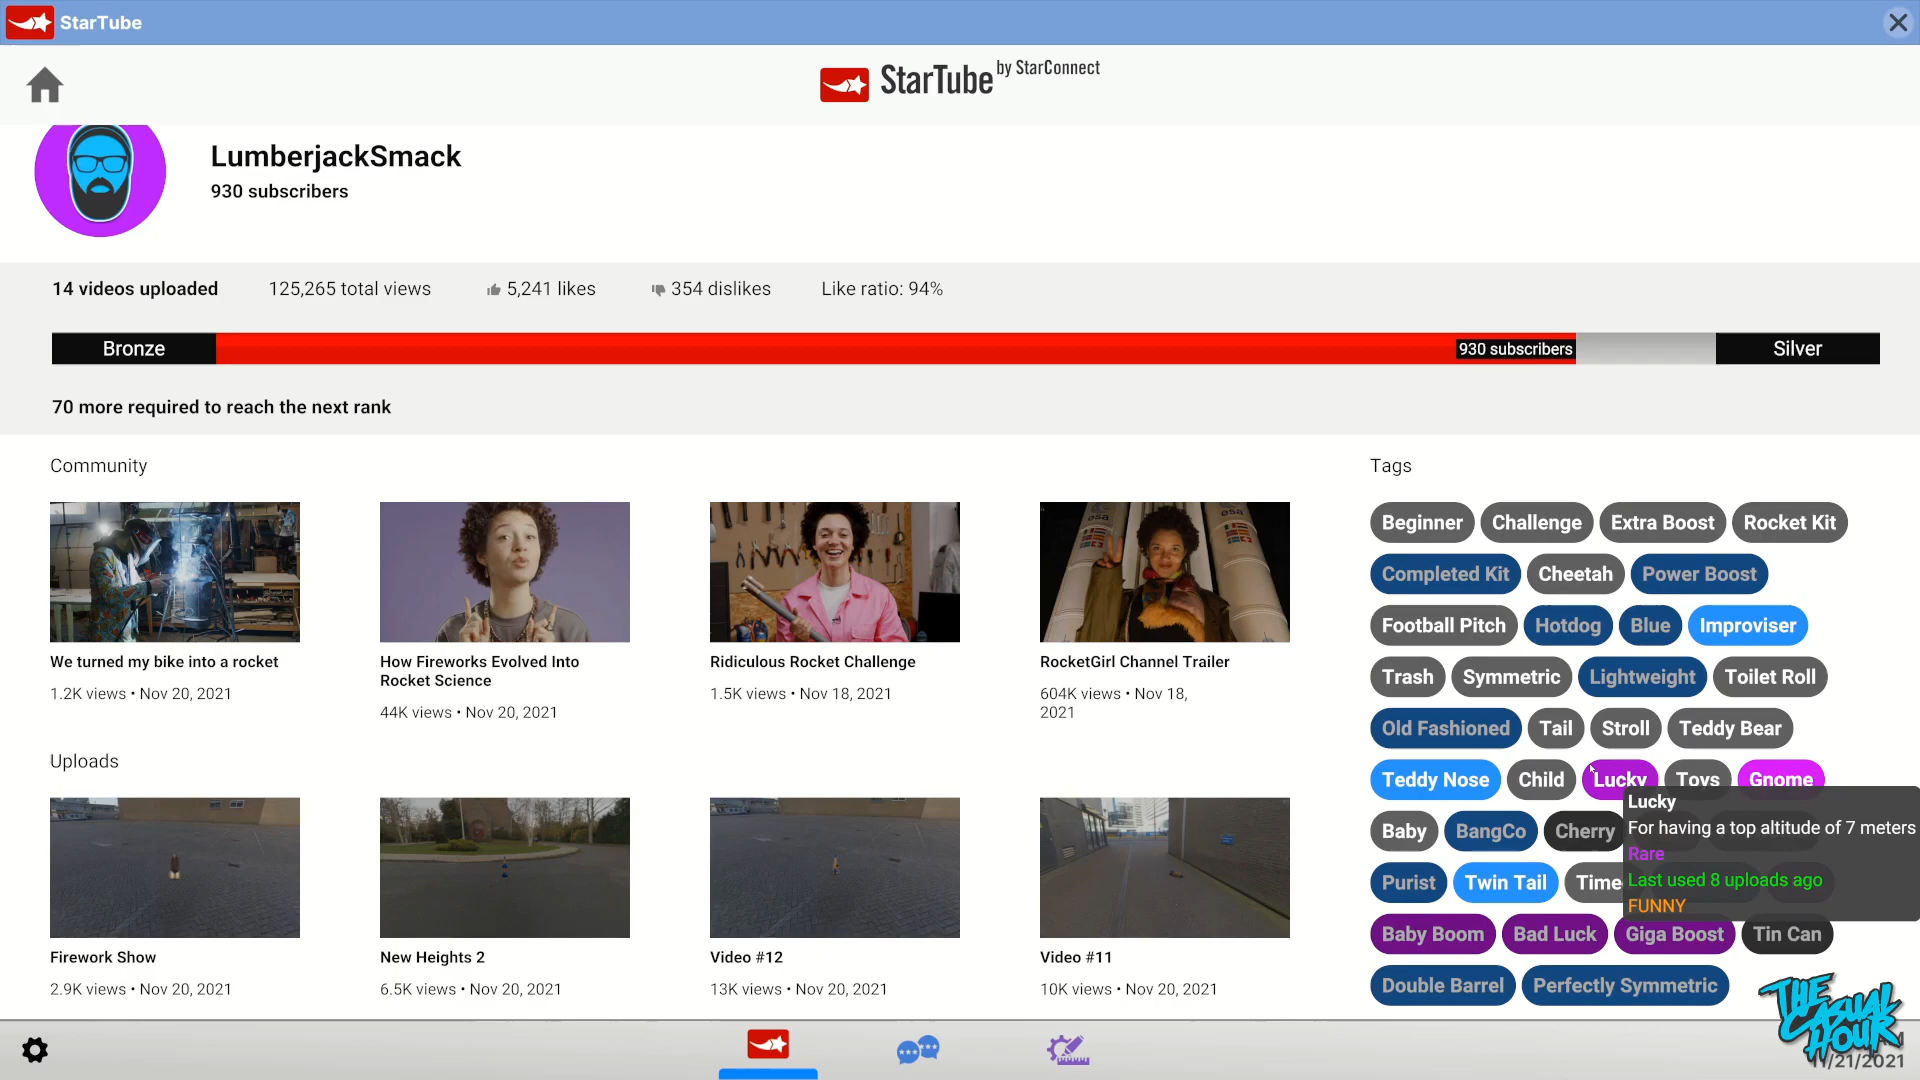 StarTube
StarTube by StarConnect
LumberjackSmack
930 subscribers
14 videos uploaded 125,265 total views 5,241 likes 354 dislikes Like ratio: 94%
Bronze 930 subscribers Silver
70 more required to reach the next rank
Community
esa esa
We turned my bike into a rocket
1.2K views • Nov 20, 2021
How Fireworks Evolved Into
Rocket Science
44K views • Nov 20, 2021
Ridiculous Rocket Challenge
1.5K views • Nov 18, 2021
RocketGirl Channel Trailer
604K views • Nov 18,
2021
Uploads
Firework Show
2.9K views • Nov 20, 2021
New Heights 2
6.5K views • Nov 20, 2021
Video #12
13K views • Nov 20, 2021
Video #11
10K views • Nov 20, 2021
Tags
Beginner Challenge Extra Boost Rocket Kit
Completed Kit Cheetah Power Boost
Football Pitch Hotdog Blue Improviser
Trash Symmetric Lightweight Toilet Roll
Old Fashioned Tail Stroll Teddy Bear
Teddy Nose Child Lucky Toys Gnome
Baby BangCo Cherry
Purist Twin Tail Time
Baby Boom Bad Luck Giga Boost Tin Can
Double Barrel Perfectly Symmetric
Lucky
For having a top altitude of 7 meters
Rare
Last used 8 uploads ago
FUNNY
THE
CASUAL
HOUR
11/21/2021